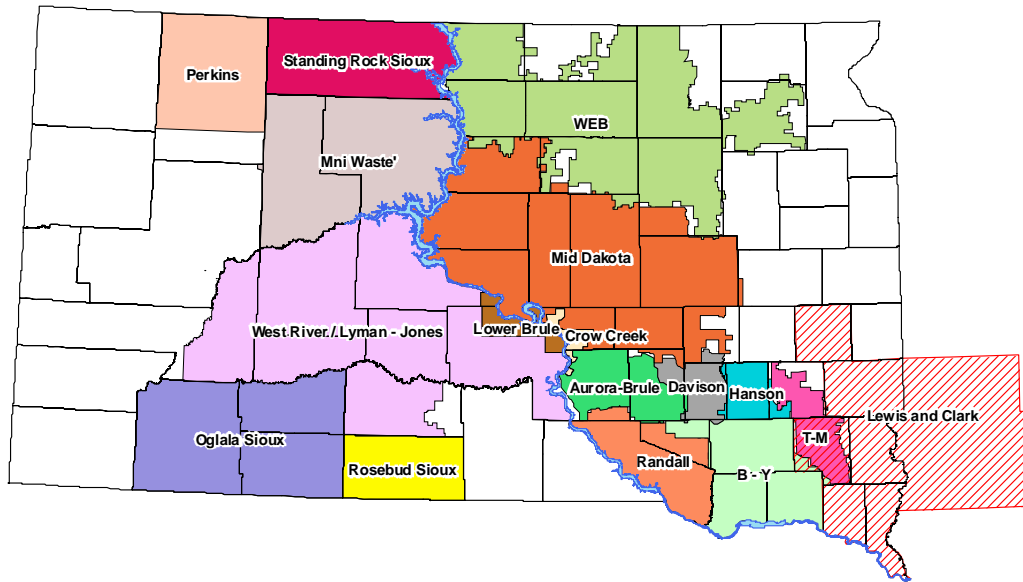 Standing Rock Sioux
Perkins
WEB
Mni Waste'
Mid Dakota
West River./ Lyman - Jones
Lower Brule
Crow Creek
Aurora-Brule
Davison
Hanson
Lewis and Clark
Oglala Sioux
T-M
Rosebud Sioux
Randall
B - Y